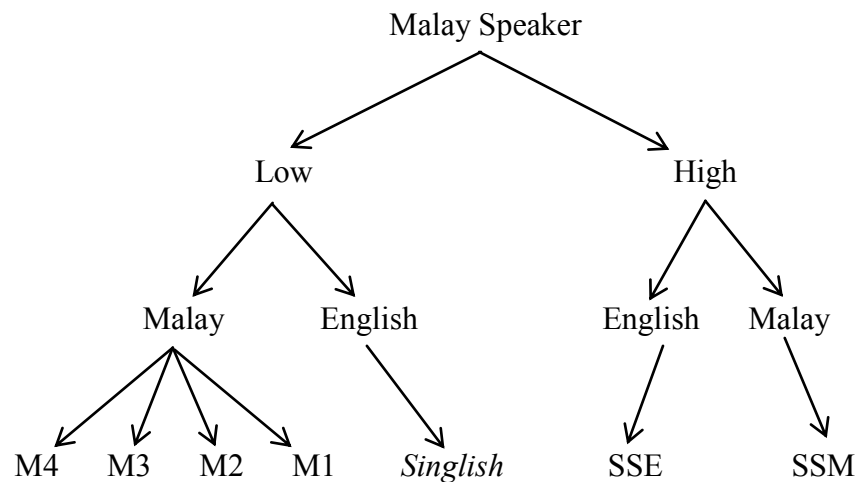 Malay Speaker
Low High
Malay English English Malay
M4 M3 M2 M1 Singlish SSE SSM